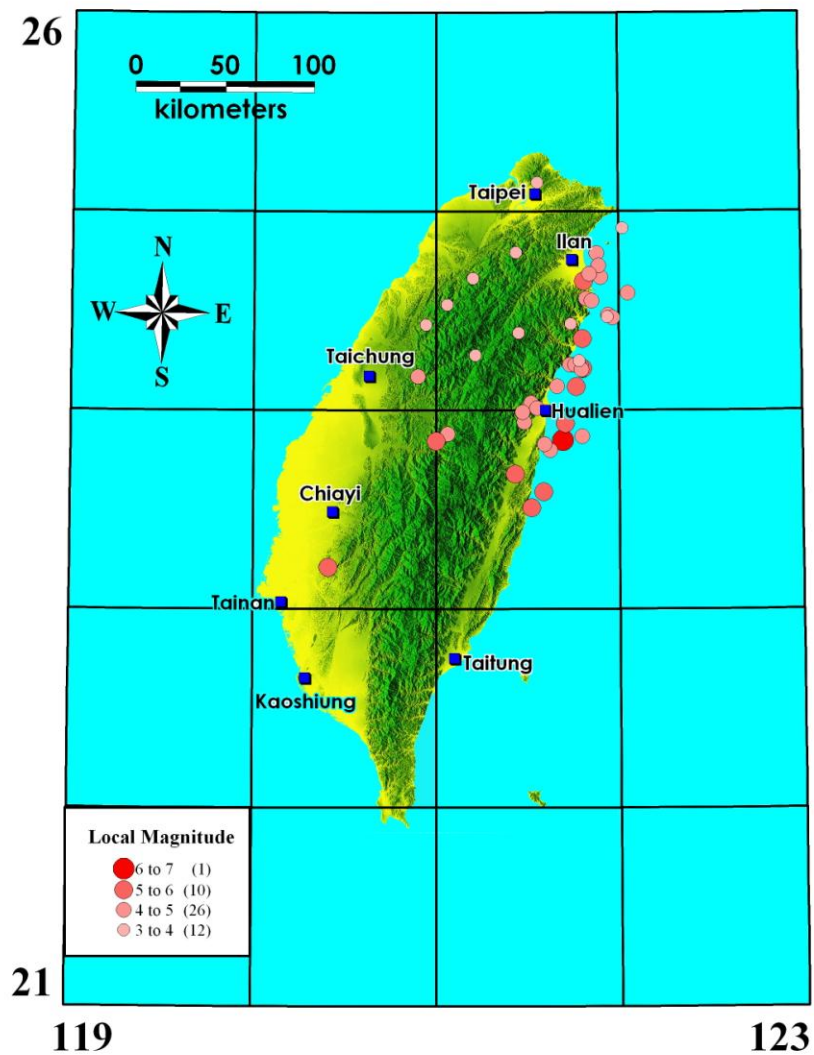 26
0 50 100
kilometers
Taipei
Ilan
N
W E
S
Taichung
Hualien
Chiayi
Tainan
Taitung
Kaoshiung
Local Magnitude
6 to 7 (1)
5 to 6 (10)
4 to 5 (26)
3 to 4 (12)
21
119 123